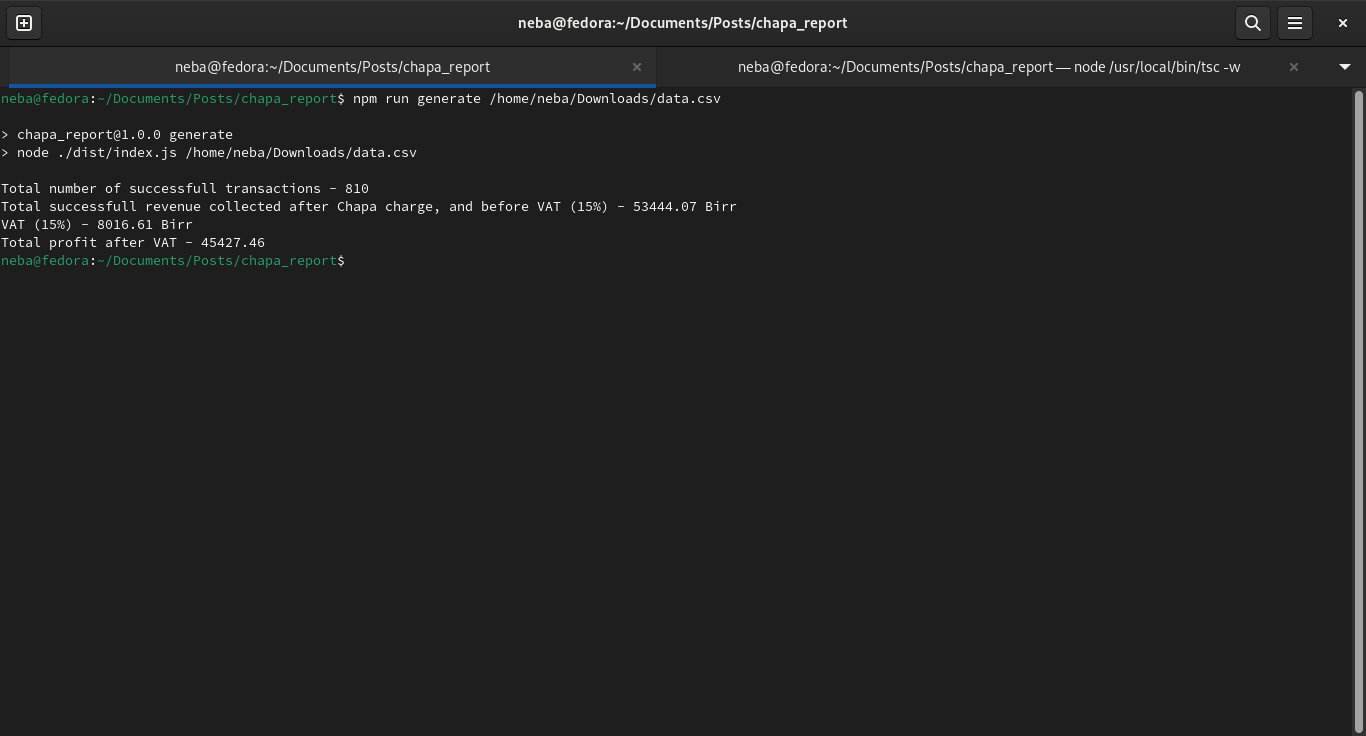 neba@fedora:~/Documents/Posts/chapa_report
neba@fedora:~/Documents/Posts/chapa_report
neba@fedora:~/Documents/Posts/chapa_report — node /usr/local/bin/tsc -w
neba@fedora:~/Documents/Posts/chapa_report$ npm run generate /home/neba/Downloads/data.csv
> chapa_report@1.0.0 generate
> node ./dist/index.js /home/neba/Downloads/data.csv
Total number of successfull transactions - 810
Total successfull revenue collected after Chapa charge, and before VAT (15%) - 53444.07 Birr
VAT (15%) - 8016.61 Birr
Total profit after VAT - 45427.46
neba@fedora:~/Documents/Posts/chapa_report$